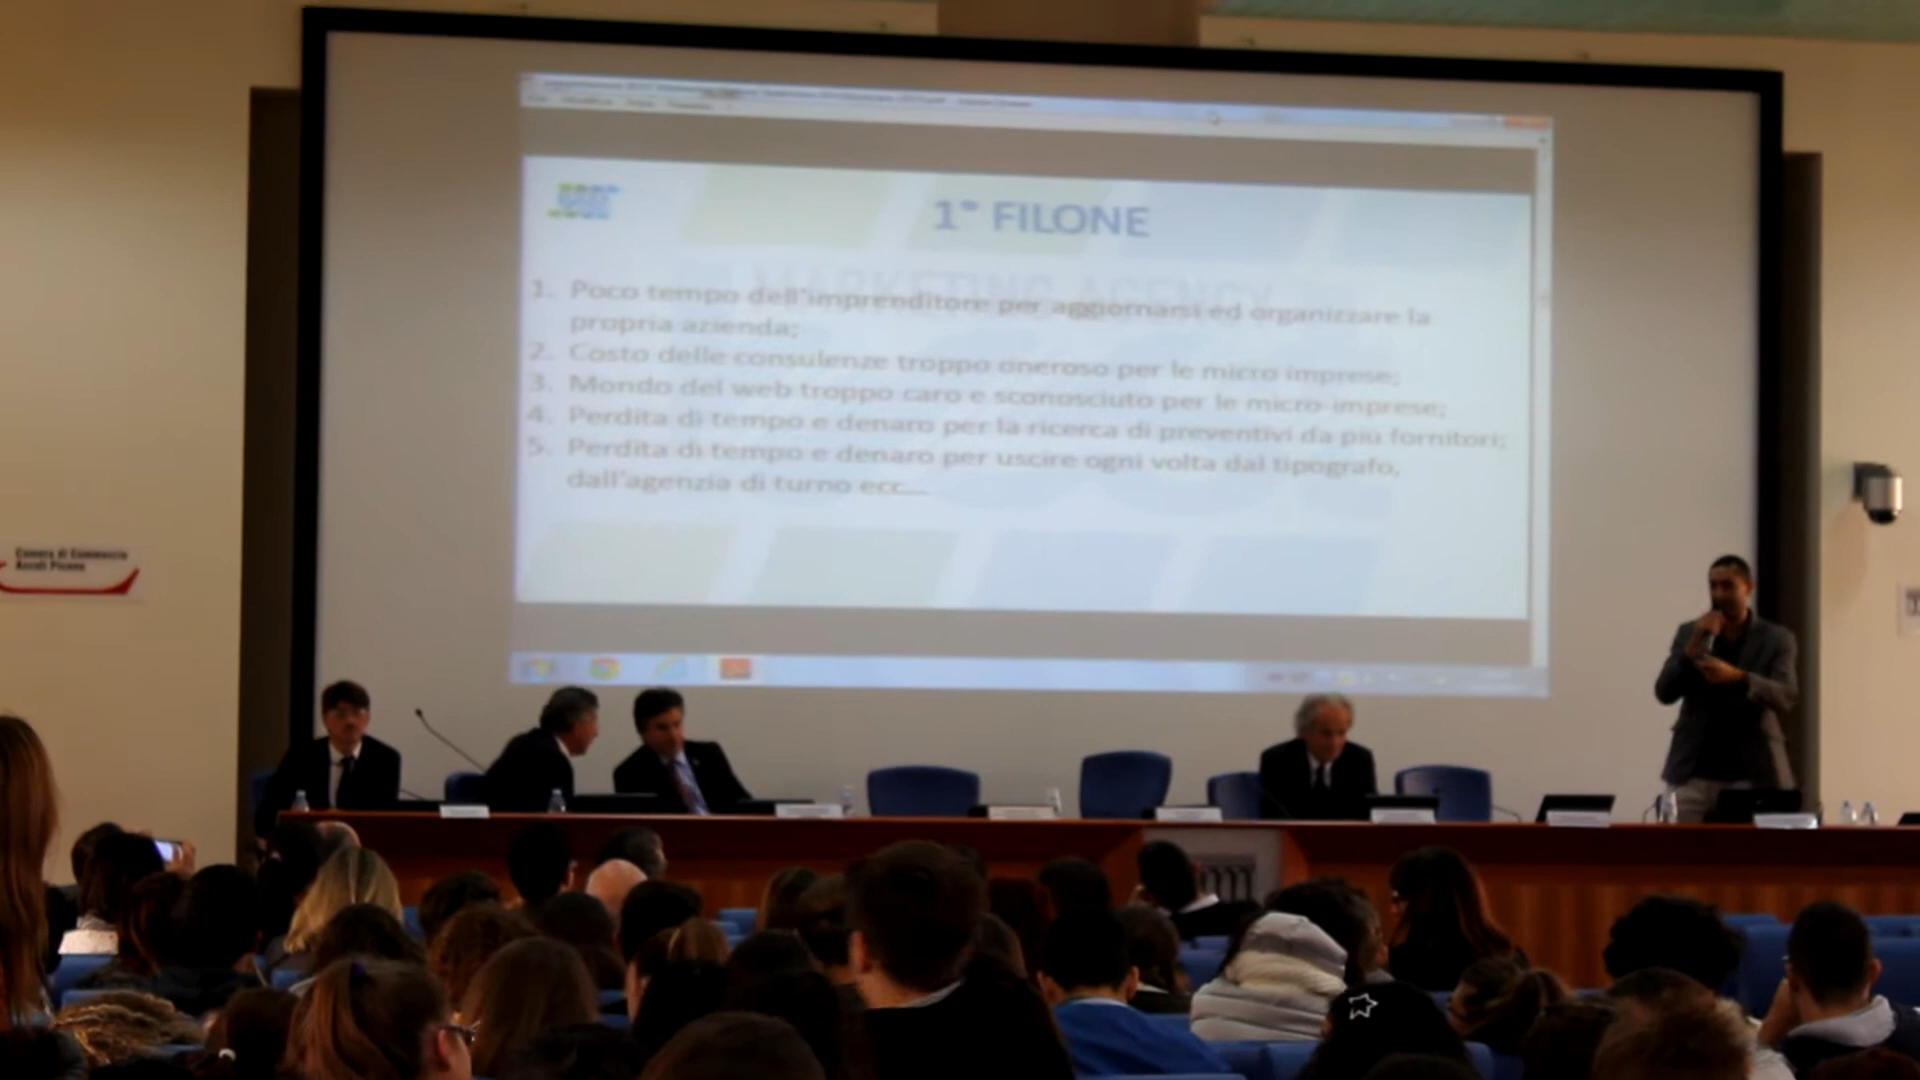 1° FILONE
MARKETING AGENCY
1. Poco tempo dell'imprenditore per aggiornarsi ed organizzare la
propria azienda;
2. Costo delle consulenze troppo oneroso per le micro imprese;
3. Mondo del web troppo caro e sconosciuto per le micro-imprese;
4. Perdita di tempo e denaro per la ricerca di preventivi da più fornitori;
5. Perdita di tempo e denaro per uscire ogni volta dal tipografo,
dall'agenzia di turno ecc...
Camera di Commercio
Ascoli Piceno